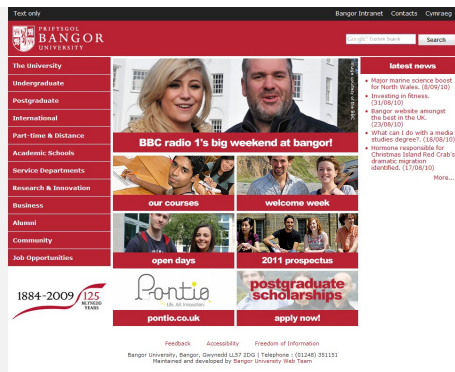 Text only
Bangor Intranet Contacts Cymraeg
PRIFYSGOL
BANGOR
UNIVERSITY
Search
The University
Undergraduate
Postgraduate
International
Part-time & Distance
Academic Schools
Service Departments
Research & Innovation
Business
Alumni
Community
Job Opportunities
1884-2009 125
MLYNEDD
YEARS
BBC radio 1's big weekend at bangor!
our courses
welcome week
open days
2011 prospectus
Pontio
pontio.co.uk
postgraduate
scholarships
apply now!
latest news
Major marine science boost
for North Wales. (8/09/10)
Investing in fitness.
(31/08/10)
Bangor website amongst
the best in the UK.
(23/08/10)
What can I do with a media
studies degree?. (18/08/10)
Hormone responsible for
Christmas Island Red Crab's
dramatic migration
identified. (17/08/10)
More...
Feedback Accessibility Freedom of Information
Bangor University, Bangor, Gwynedd LL57 2DG | Telephone : (01248) 351151
Maintained and developed by Bangor University Web Team